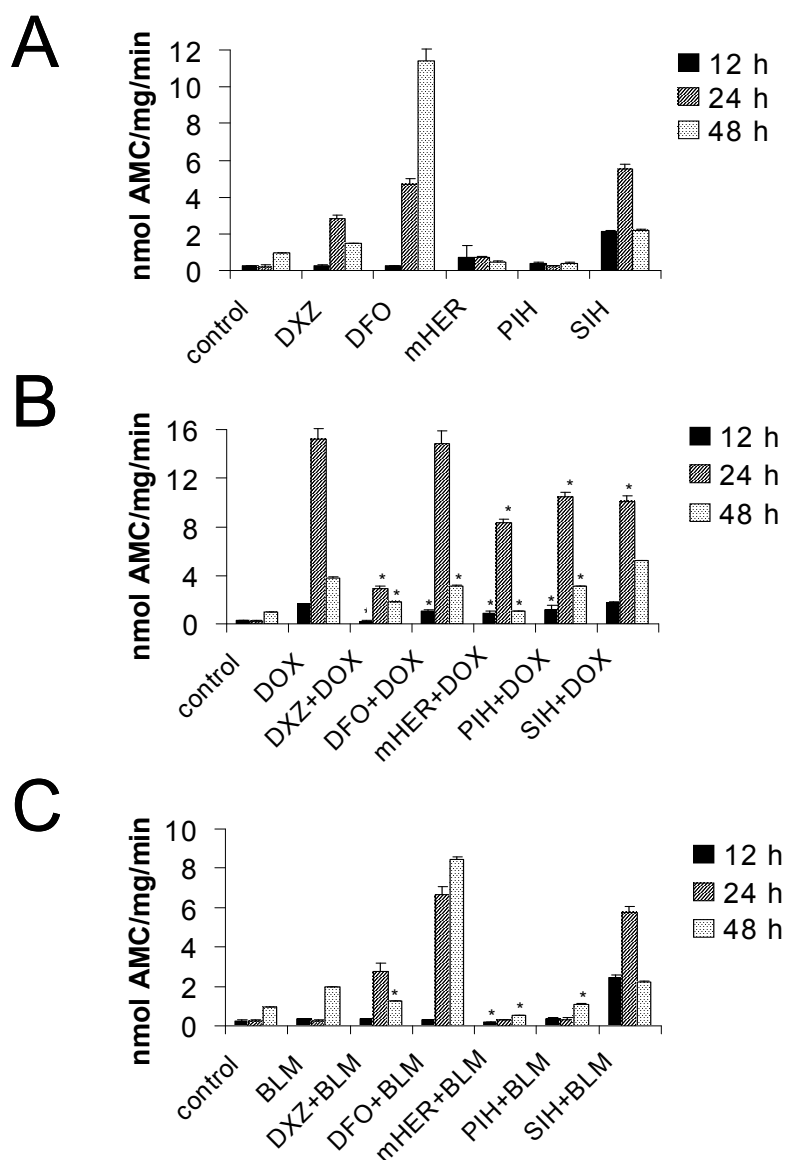 A
nmol AMC/mg/min
12
10
8
6
4
2
0
control
DXZ
DFO
mHER
PIH
SIH
12 h
24 h
48 h
B
nmol AMC/mg/min
16
12
8
4
0
* * * * * * * * * * * *
control
DOX
DXZ+DOX
DFO+DOX
mHER+DOX
PIH+DOX
SIH+DOX
12 h
24 h
48 h
C
nmol AMC/mg/min
10
8
6
4
2
0
* * * *
control
BLM
DXZ+BLM
DFO+BLM
mHER+BLM
PIH+BLM
SIH+BLM
12 h
24 h
48 h